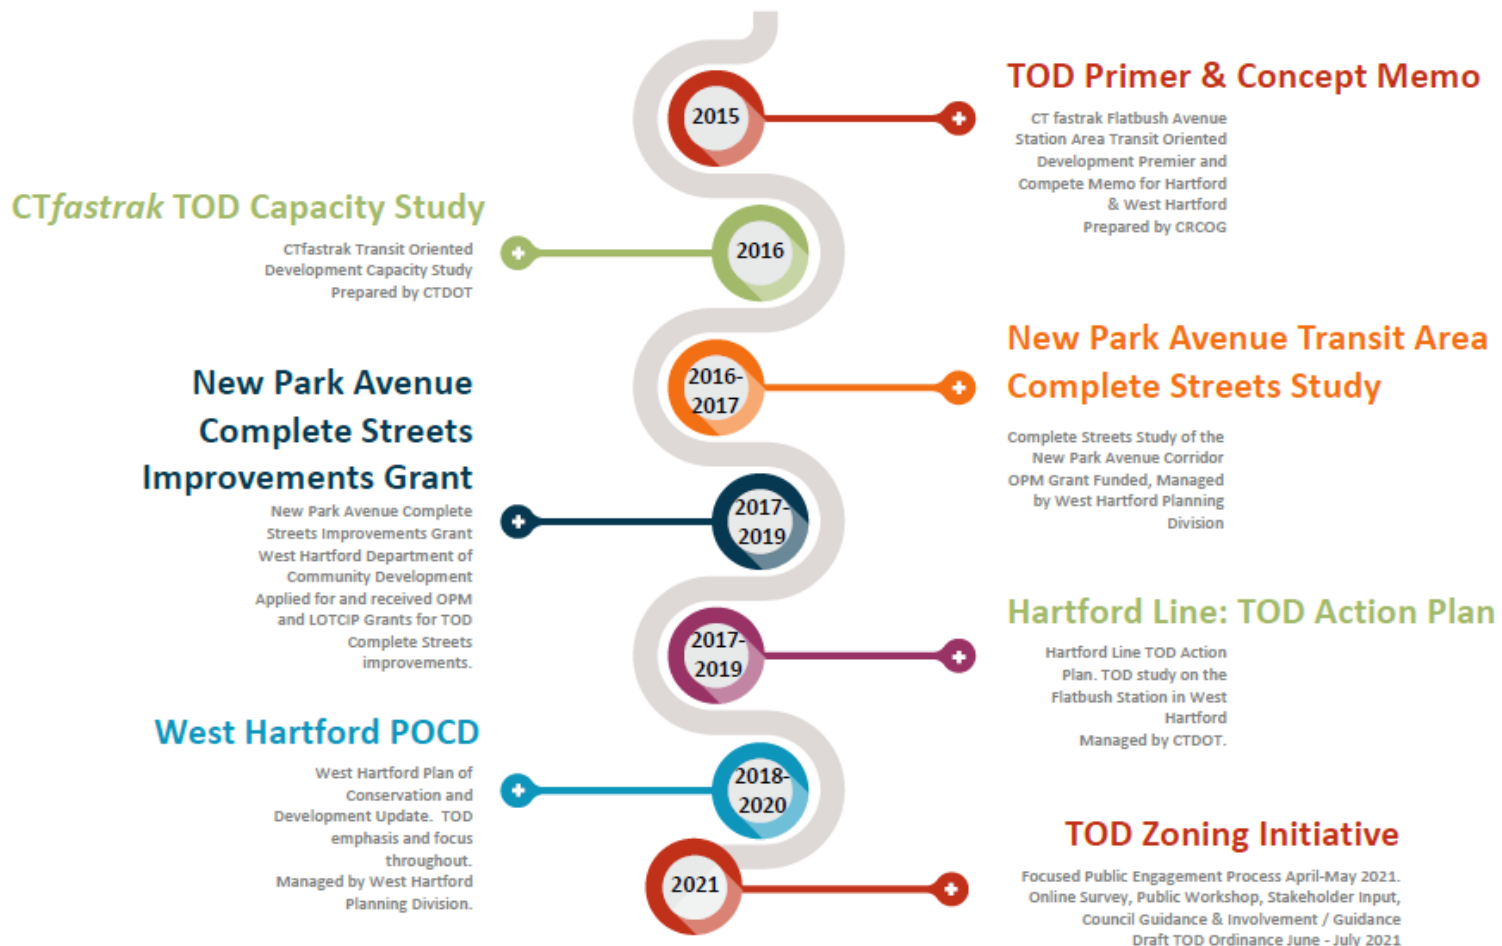 2015
TOD Primer & Concept Memo
CT fastrak Flatbush Avenue
Station Area Transit Oriented
Development Premier and
Compete Memo for Hartford
& West Hartford
Prepared by CRCOG
CTfastrak TOD Capacity Study
CTfastrak Transit Oriented
Development Capacity Study
Prepared by CTDOT
2016
2016-
2017
New Park Avenue Transit Area
Complete Streets Study
Complete Streets Study of the
New Park Avenue Corridor
OPM Grant Funded, Managed
by West Hartford Planning
Division
New Park Avenue
Complete Streets
Improvements Grant
New Park Avenue Complete
Streets Improvements Grant
West Hartford Department of
Community Development
Applied for and received OPM
and LOTCIP Grants for TOD
Complete Streets
improvements.
2017-
2019
2017-
2019
Hartford Line: TOD Action Plan
Hartford Line TOD Action
Plan. TOD study on the
Flatbush Station in West
Hartford
Managed by CTDOT.
West Hartford POCD
West Hartford Plan of
Conservation and
Development Update. TOD
emphasis and focus
throughout.
Managed by West Hartford
Planning Division.
2018-
2020
2021
TOD Zoning Initiative
Focused Public Engagement Process April-May 2021.
Online Survey, Public Workshop, Stakeholder Input,
Council Guidance & Involvement / Guidance
Draft TOD Ordinance June - July 2021